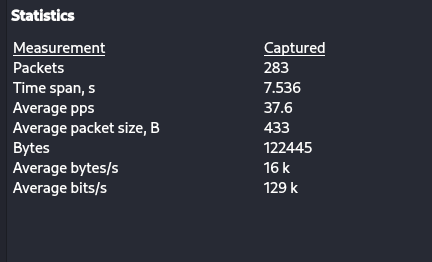 Statistics
Measurement Captured
Packets 283
Time span, s 7.536
Average pps 37.6
Average packet size, B 433
Bytes 122445
Average bytes/s 16 k
Average bits/s 129 k